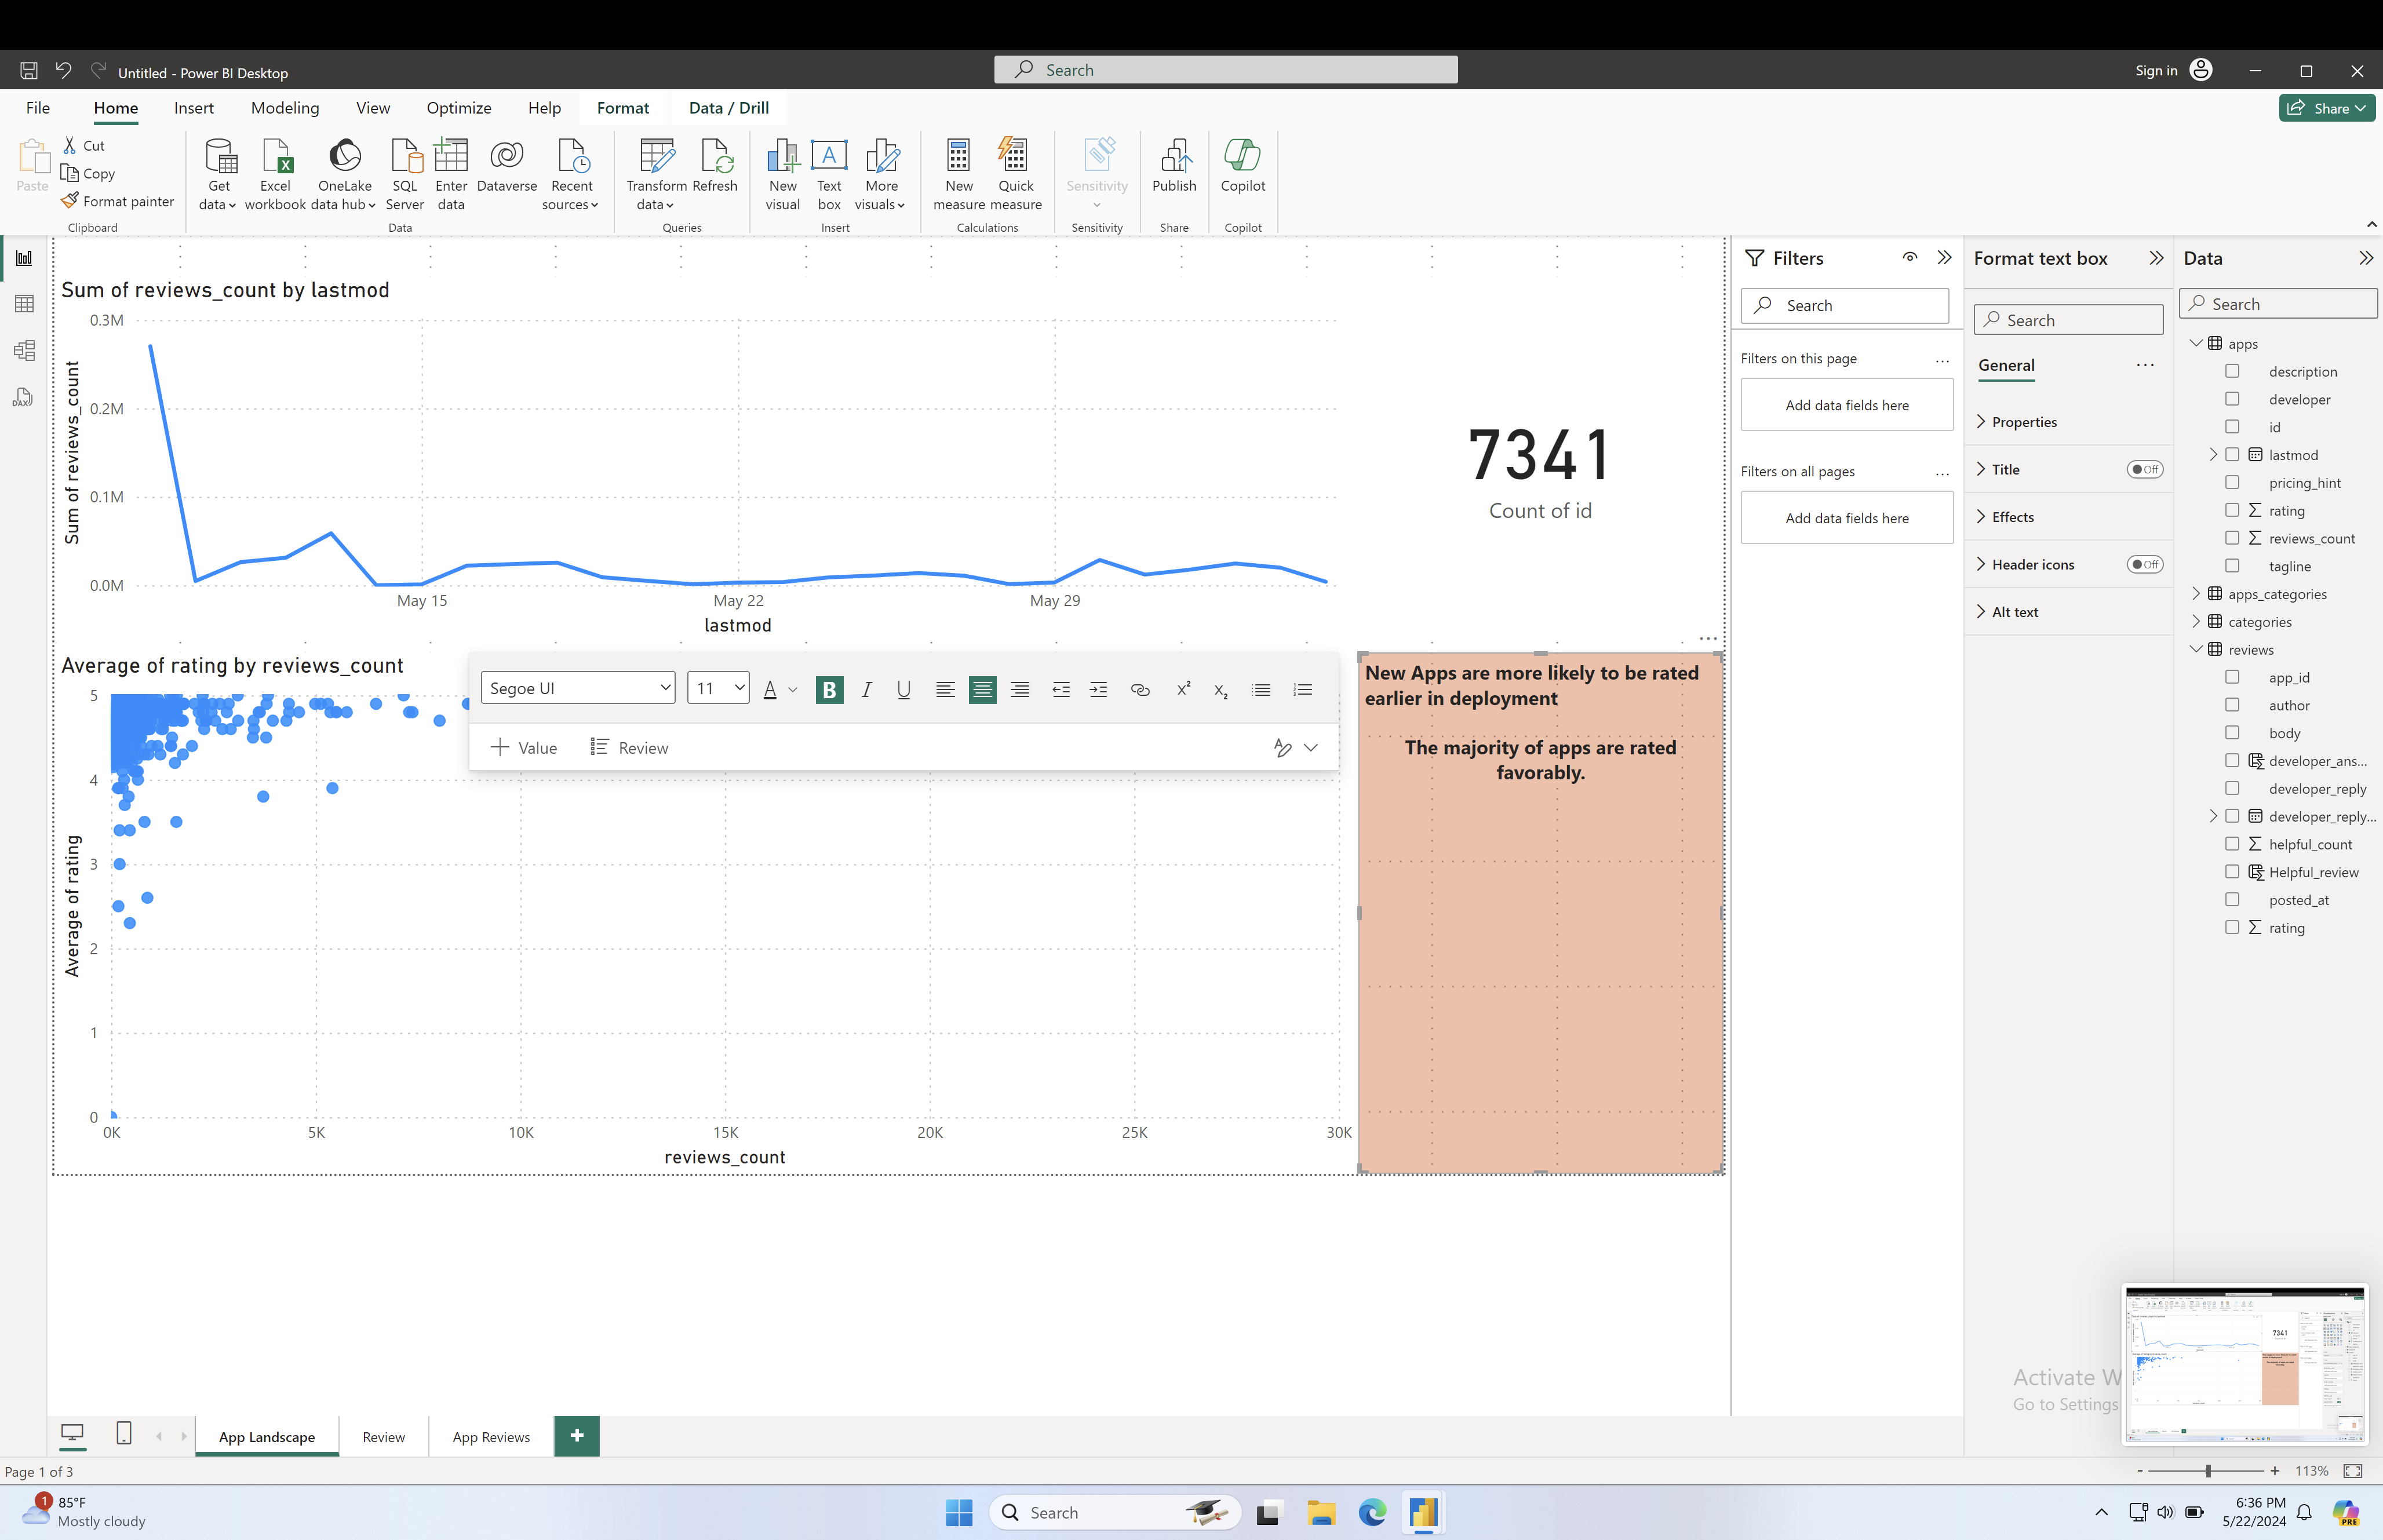 Untitled - Power BI Desktop
Search
Sign in
File Home Insert Modeling View Optimize Help Format Data / Drill
Share
Paste
Cut
Copy
Format painter
Clipboard
Get data
Excel workbook
OneLake data hub
SQL Server
Enter data
Dataverse
Recent sources
Data
Transform data
Refresh
Queries
New visual
Text box
More visuals
Insert
New measure
Quick measure
Calculations
Sensitivity
Sensitivity
Publish
Share
Copilot
Copilot
DAX
Sum of reviews_count by lastmod
Sum of reviews_count
0.3M
0.2M
0.1M
0.0M
May 15 May 22 May 29
lastmod
7341
Count of id
Average of rating by reviews_count
Average of rating
5
4
3
2
1
0
0K 5K 10K 15K 20K 25K 30K
reviews_count
Segoe UI 11 A B I U
Value Review
New Apps are more likely to be rated
earlier in deployment
The majority of apps are rated
favorably.
Filters
Search
Filters on this page ...
Add data fields here
Filters on all pages ...
Add data fields here
Format text box
Search
General ...
Properties
Title Off
Effects
Header icons Off
Alt text
Data
Search
apps
description
developer
id
lastmod
pricing_hint
rating
reviews_count
tagline
apps_categories
categories
reviews
app_id
author
body
developer_ans...
developer_reply
developer_reply...
helpful_count
Helpful_review
posted_at
rating
Activate W
Go to Settings
7341
App Landscape Review App Reviews +
Page 1 of 3
- + 113%
1
85°F
Mostly cloudy
Search
6:36 PM
5/22/2024
PRE